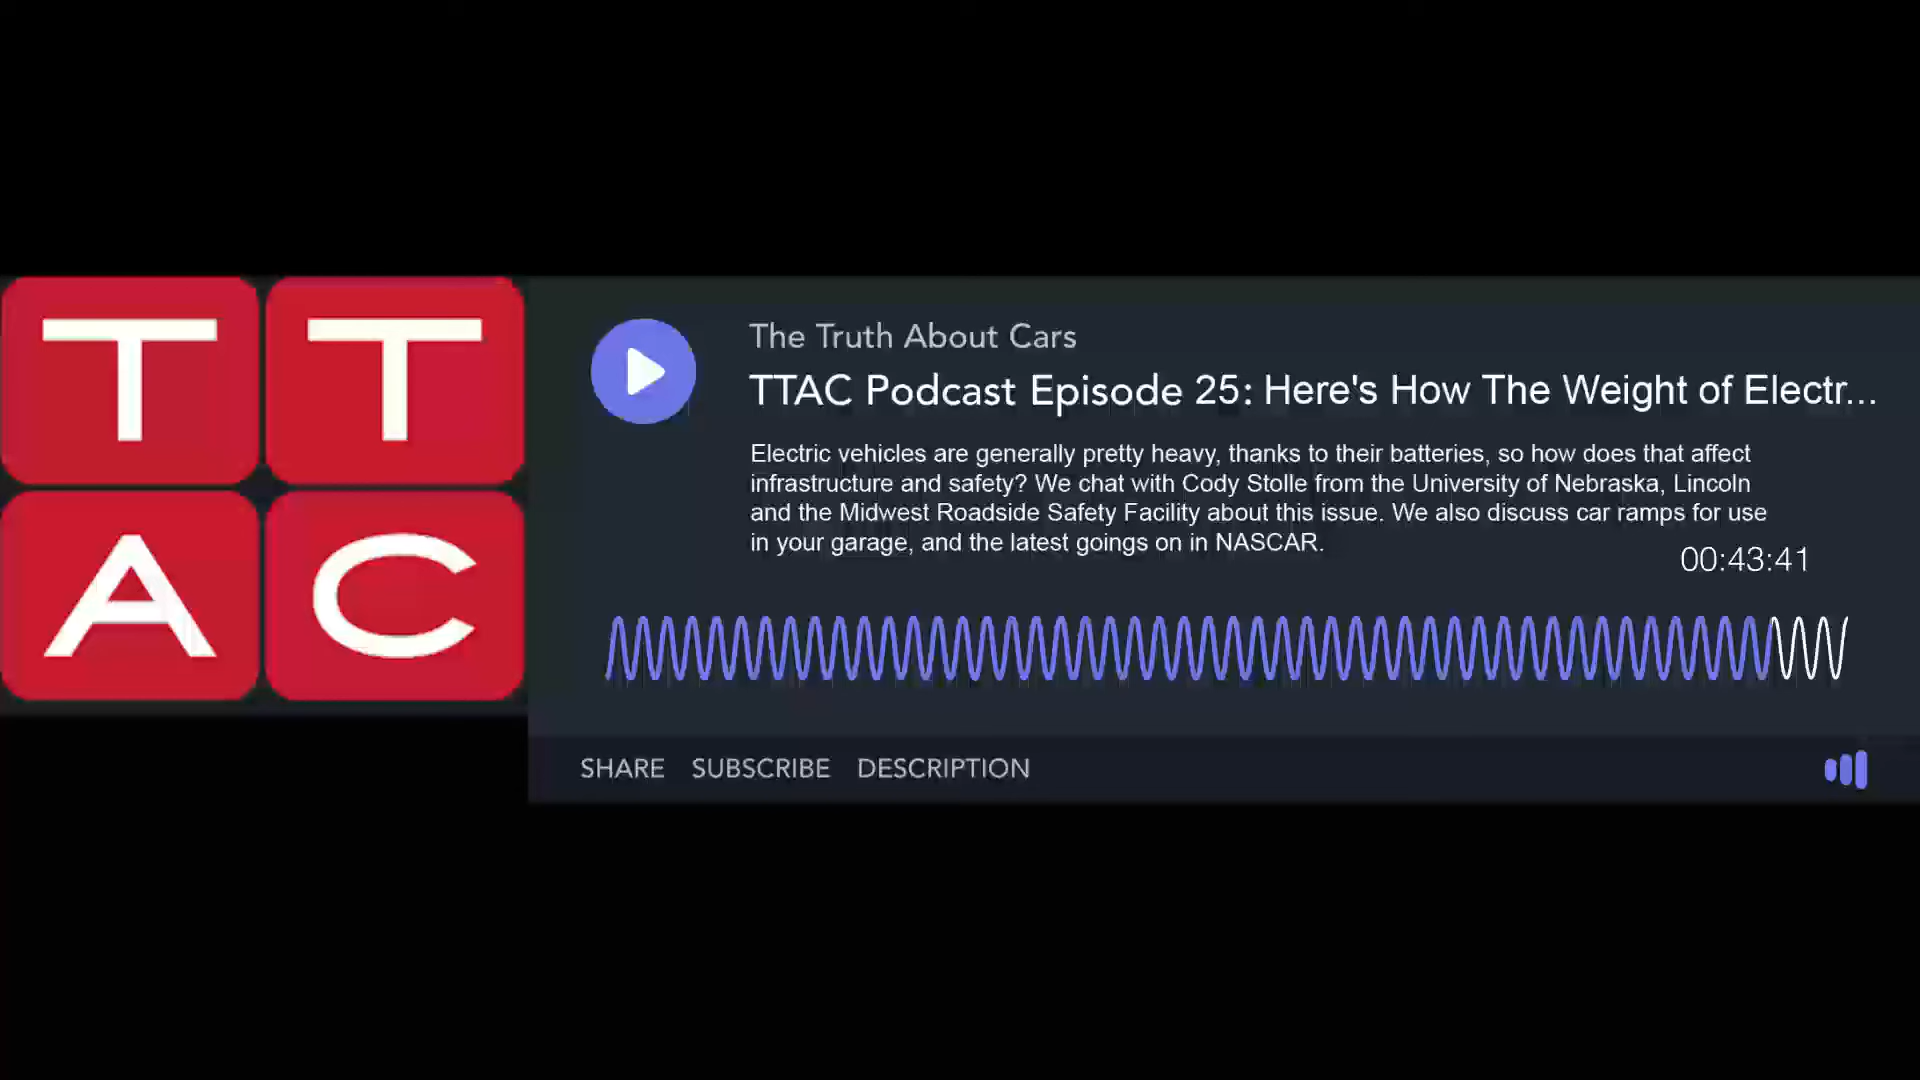 T T
A C
The Truth About Cars
TTAC Podcast Episode 25: Here's How The Weight of Electr...
Electric vehicles are generally pretty heavy, thanks to their batteries, so how does that affect
infrastructure and safety? We chat with Cody Stolle from the University of Nebraska, Lincoln
and the Midwest Roadside Safety Facility about this issue. We also discuss car ramps for use
in your garage, and the latest goings on in NASCAR.
00:43:41
SHARE SUBSCRIBE DESCRIPTION